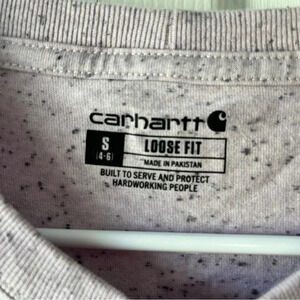 carhartt
S LOOSE FIT
(4-6) MADE IN PAKISTAN
BUILT TO SERVE AND PROTECT
HARDWORKING PEOPLE